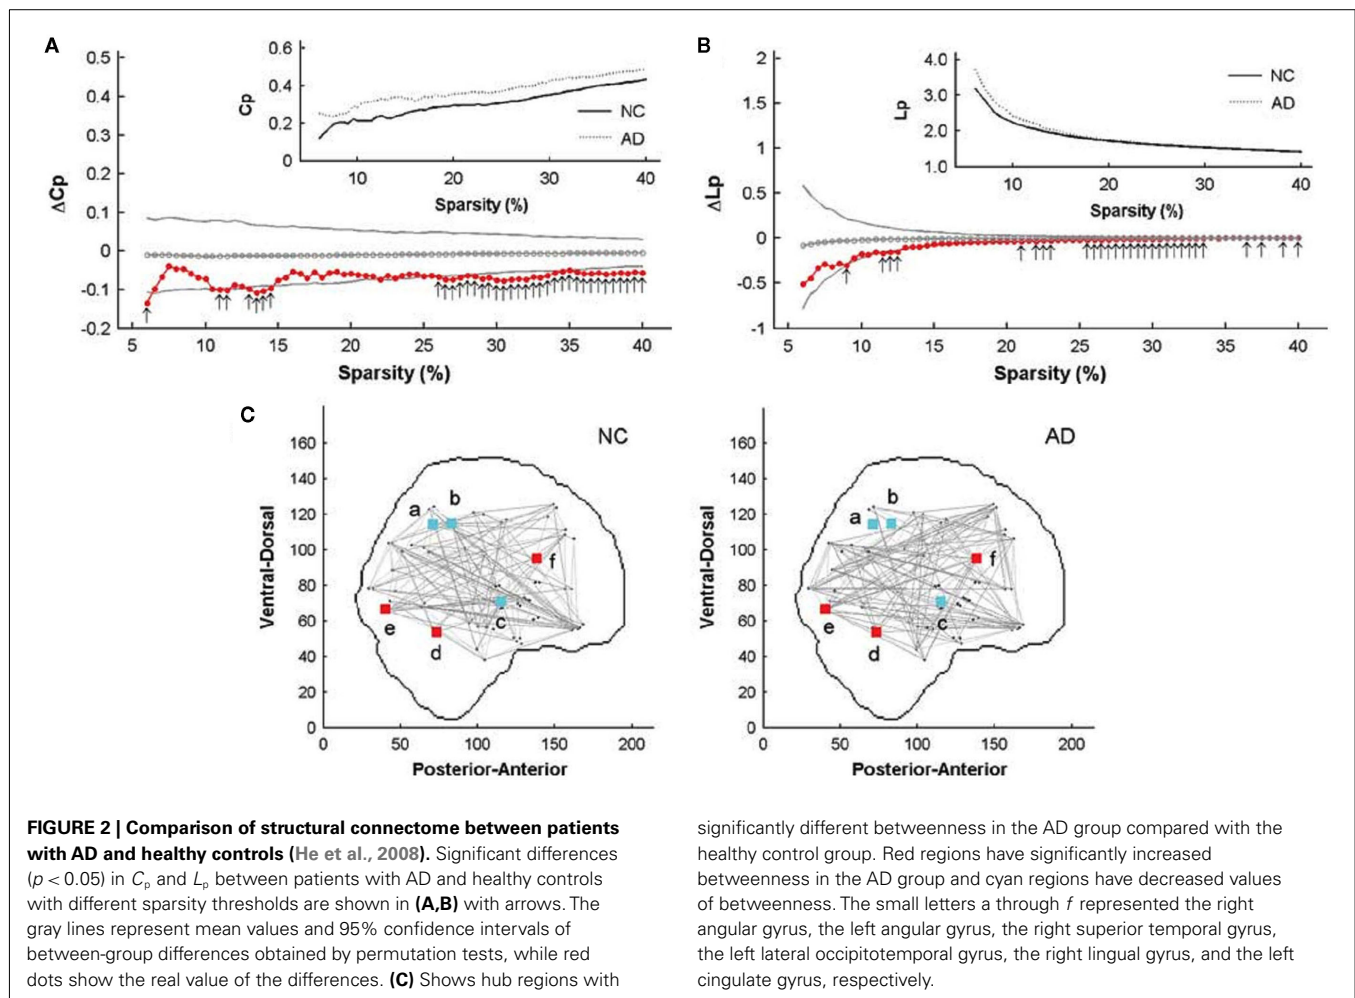 A
0.5
0.4
0.3
0.2
0.1
0
-0.1
-0.2
ΔCp
5
10
15
20
25
30
35
40
Sparsity (%)
0.6
0.4
0.2
0
Cp
NC
AD
10
20
30
40
Sparsity (%)
B
2
1.5
1
0.5
0
-0.5
-1
ΔLp
5
10
15
20
25
30
35
40
Sparsity (%)
4.0
3.0
2.0
1.0
Lp
NC
AD
10
20
30
40
Sparsity (%)
C
NC
160
140
120
100
80
60
40
20
0
Ventral-Dorsal
a
b
c
d
e
f
0
50
100
150
200
Posterior-Anterior
AD
160
140
120
100
80
60
40
20
0
Ventral-Dorsal
a
b
c
d
e
f
0
50
100
150
200
Posterior-Anterior
FIGURE 2 | Comparison of structural connectome between patients
with AD and healthy controls (He et al., 2008). Significant differences
(p < 0.05) in Cp and Lp between patients with AD and healthy controls
with different sparsity thresholds are shown in (A,B) with arrows. The
gray lines represent mean values and 95% confidence intervals of
between-group differences obtained by permutation tests, while red
dots show the real value of the differences. (C) Shows hub regions with
significantly different betweenness in the AD group compared with the
healthy control group. Red regions have significantly increased
betweenness in the AD group and cyan regions have decreased values
of betweenness. The small letters a through f represented the right
angular gyrus, the left angular gyrus, the right superior temporal gyrus,
the left lateral occipitotemporal gyrus, the right lingual gyrus, and the left
cingulate gyrus, respectively.